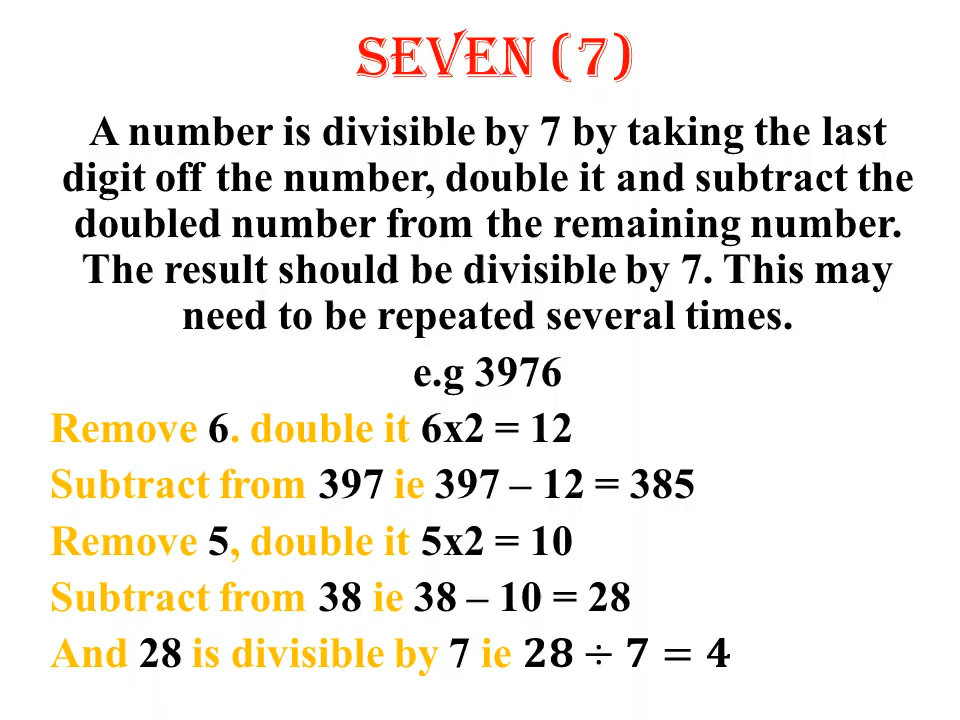 SEVEN (7)
A number is divisible by 7 by taking the last
digit off the number, double it and subtract the
doubled number from the remaining number.
The result should be divisible by 7. This may
need to be repeated several times.
e.g 3976
Remove 6. double it 6x2 = 12
Subtract from 397 ie 397 – 12 = 385
Remove 5, double it 5x2 = 10
Subtract from 38 ie 38 – 10 = 28
And 28 is divisible by 7 ie 28 ÷ 7 = 4